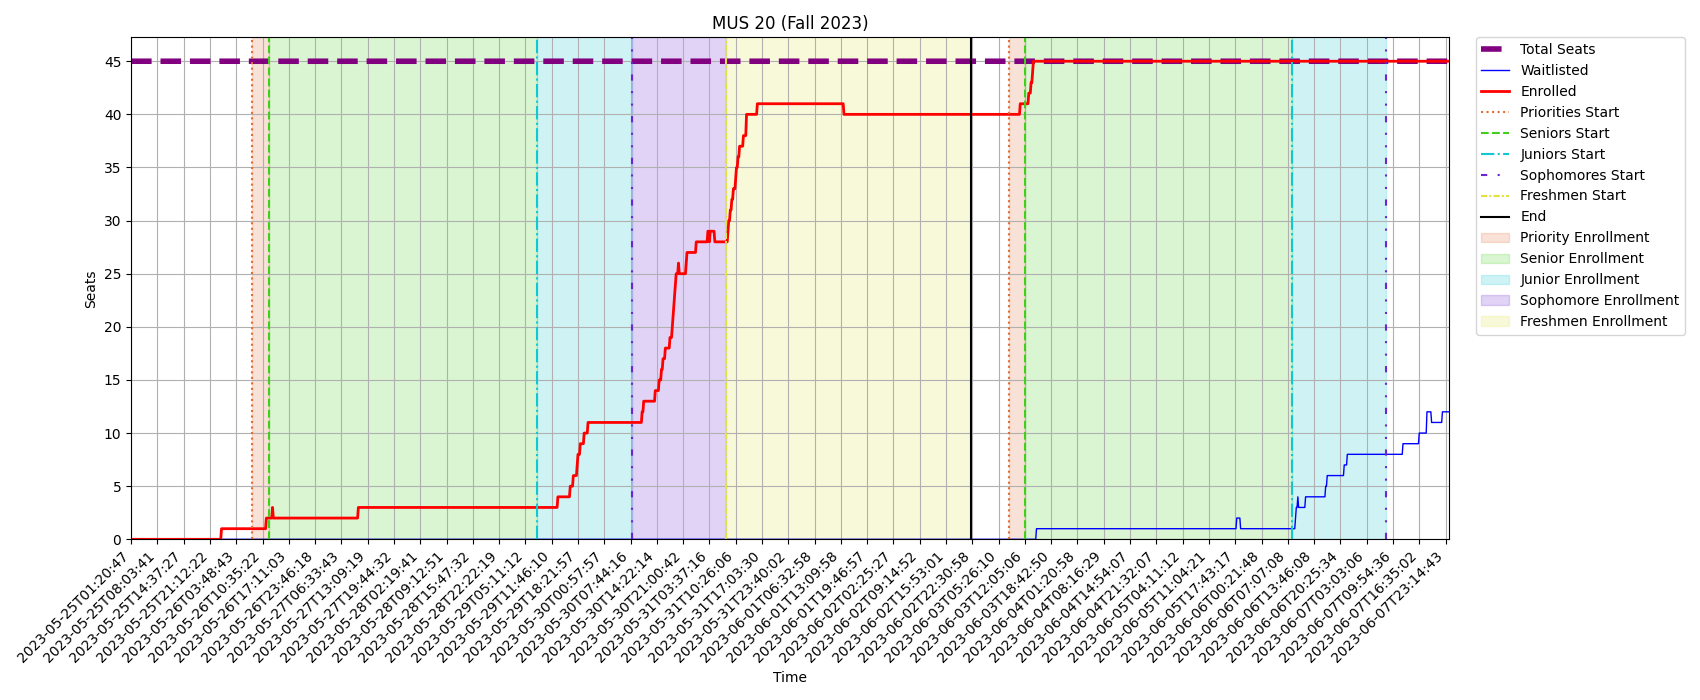 MUS 20 (Fall 2023)
Seats
45
40
35
30
25
20
15
10
5
0
2023-05-25T01:20:47
2023-05-25T08:03:41
2023-05-25T14:37:27
2023-05-25T21:12:22
2023-05-26T03:48:43
2023-05-26T10:35:22
2023-05-26T17:11:03
2023-05-26T23:46:18
2023-05-27T06:33:43
2023-05-27T13:09:19
2023-05-27T19:44:32
2023-05-28T02:19:41
2023-05-28T09:12:51
2023-05-28T15:47:32
2023-05-28T22:22:19
2023-05-29T05:11:12
2023-05-29T11:46:10
2023-05-29T18:21:57
2023-05-30T00:57:57
2023-05-30T07:44:16
2023-05-30T14:22:14
2023-05-30T21:00:42
2023-05-31T03:37:16
2023-05-31T10:26:06
2023-05-31T17:03:30
2023-05-31T23:40:02
2023-06-01T06:32:58
2023-06-01T13:09:58
2023-06-01T19:46:57
2023-06-02T02:25:27
2023-06-02T09:14:52
2023-06-02T15:53:01
2023-06-02T22:30:58
2023-06-03T05:26:10
2023-06-03T12:05:06
2023-06-03T18:42:50
2023-06-04T01:20:58
2023-06-04T08:16:29
2023-06-04T14:54:07
2023-06-04T21:32:07
2023-06-05T04:11:12
2023-06-05T11:04:21
2023-06-05T17:43:17
2023-06-06T00:21:48
2023-06-06T07:07:08
2023-06-06T13:46:08
2023-06-06T20:25:34
2023-06-07T03:03:06
2023-06-07T09:54:36
2023-06-07T16:35:02
2023-06-07T23:14:43
Time
Total Seats
Waitlisted
Enrolled
Priorities Start
Seniors Start
Juniors Start
Sophomores Start
Freshmen Start
End
Priority Enrollment
Senior Enrollment
Junior Enrollment
Sophomore Enrollment
Freshmen Enrollment